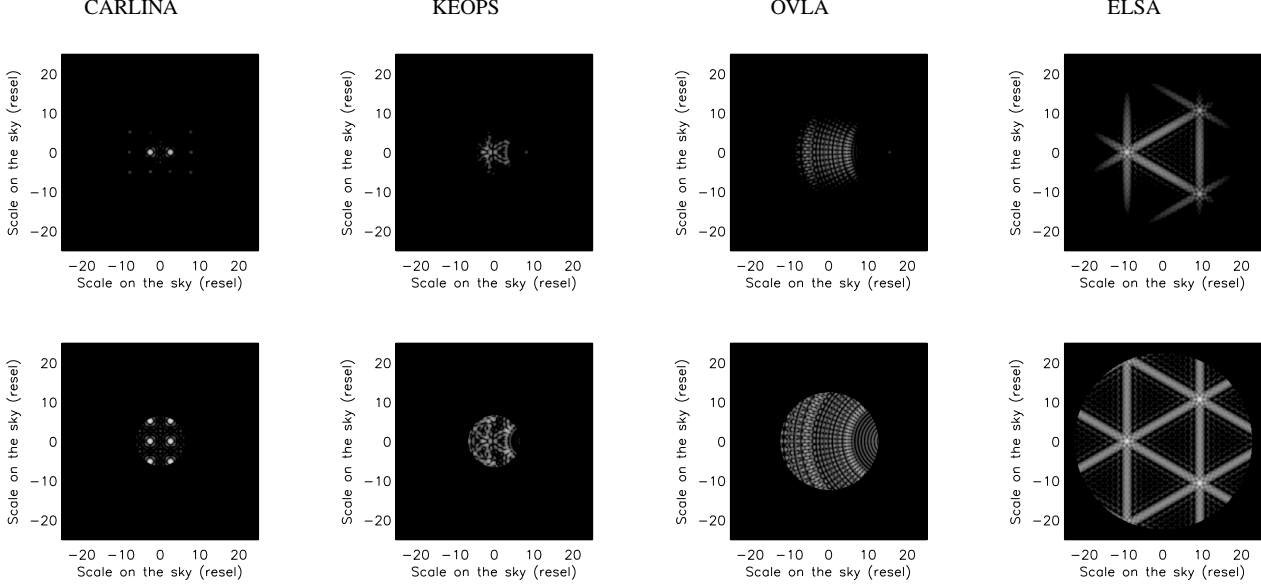 CARLINA KEOPS OVLA ELSA
Scale on the sky (resel) Scale on the sky (resel) Scale on the sky (resel) Scale on the sky (resel)
20 20 20 20
10 10 10 10
0 0 0 0
−10 −10 −10 −10
−20 −20 −20 −20
−20 −10 0 10 20 −20 −10 0 10 20 −20 −10 0 10 20 −20 −10 0 10 20
Scale on the sky (resel) Scale on the sky (resel) Scale on the sky (resel) Scale on the sky (resel)
Scale on the sky (resel) Scale on the sky (resel) Scale on the sky (resel) Scale on the sky (resel)
20 20 20 20
10 10 10 10
0 0 0 0
−10 −10 −10 −10
−20 −20 −20 −20
−20 −10 0 10 20 −20 −10 0 10 20 −20 −10 0 10 20 −20 −10 0 10 20
Scale on the sky (resel) Scale on the sky (resel) Scale on the sky (resel) Scale on the sky (resel)